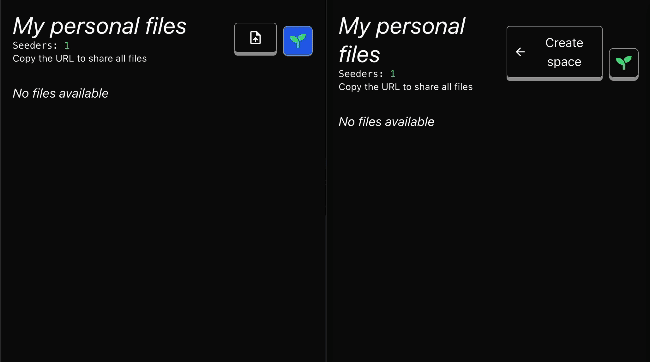 My personal files
Seeders: 1
Copy the URL to share all files
No files available
My personal
files
Seeders: 1
Copy the URL to share all files
Create
space
No files available